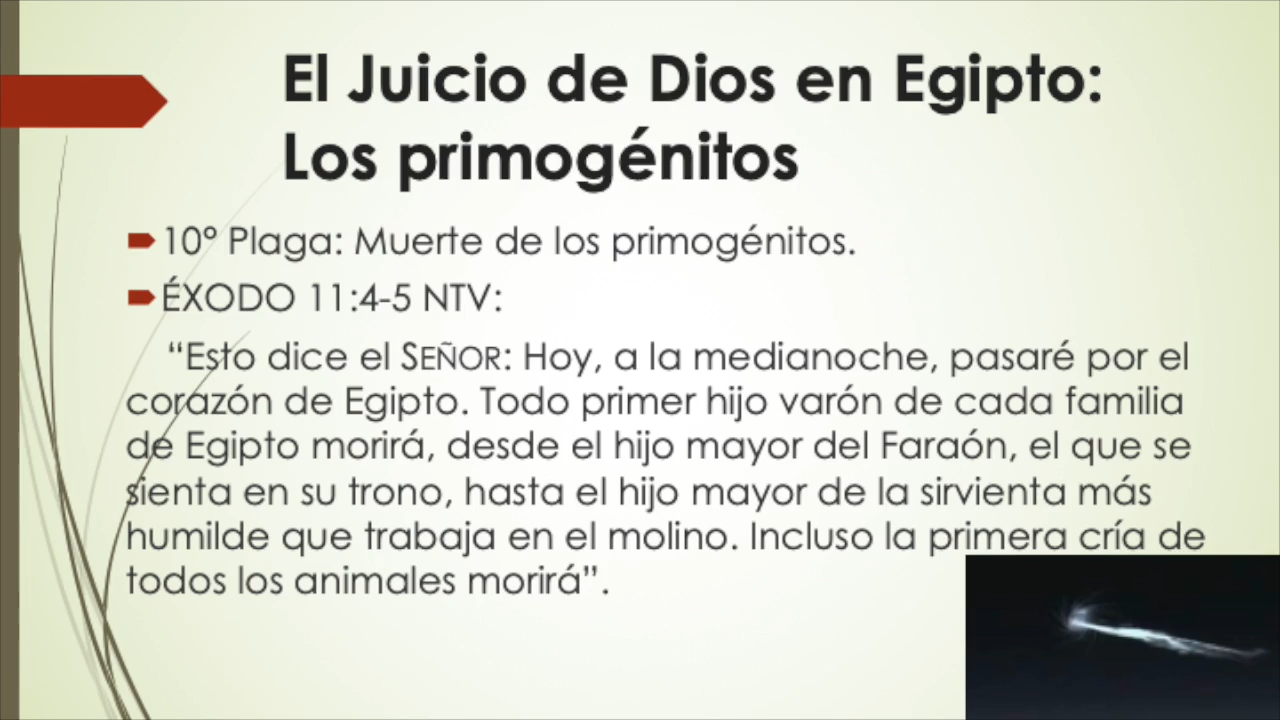 El Juicio de Dios en Egipto:
Los primogénitos
10° Plaga: Muerte de los primogénitos.
ÉXODO 11:4-5 NTV:
“Esto dice el SEÑOR: Hoy, a la medianoche, pasaré por el
corazón de Egipto. Todo primer hijo varón de cada familia
de Egipto morirá, desde el hijo mayor del Faraón, el que se
sienta en su trono, hasta el hijo mayor de la sirvienta más
humilde que trabaja en el molino. Incluso la primera cría de
todos los animales morirá”.